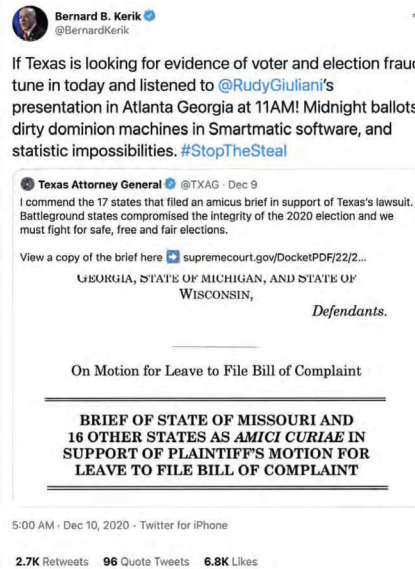 Bernard B. Kerik
@BernardKerik
If Texas is looking for evidence of voter and election frau
tune in today and listened to @RudyGiuliani's
presentation in Atlanta Georgia at 11AM! Midnight ballots
dirty dominion machines in Smartmatic software, and
statistic impossibilities. #StopTheSteal
Texas Attorney General @TXAG · Dec 9
I commend the 17 states that filed an amicus brief in support of Texas's lawsuit.
Battleground states compromised the integrity of the 2020 election and we
must fight for safe, free and fair elections.
View a copy of the brief here ➡️ supremecourt.gov/DocketPDF/22/2...
GEORGIA, STATE OF MICHIGAN, AND STATE OF
WISCONSIN,
Defendants.
On Motion for Leave to File Bill of Complaint
BRIEF OF STATE OF MISSOURI AND
16 OTHER STATES AS AMICI CURIAE IN
SUPPORT OF PLAINTIFF'S MOTION FOR
LEAVE TO FILE BILL OF COMPLAINT
5:00 AM · Dec 10, 2020 · Twitter for iPhone
2.7K Retweets 96 Quote Tweets 6.8K Likes